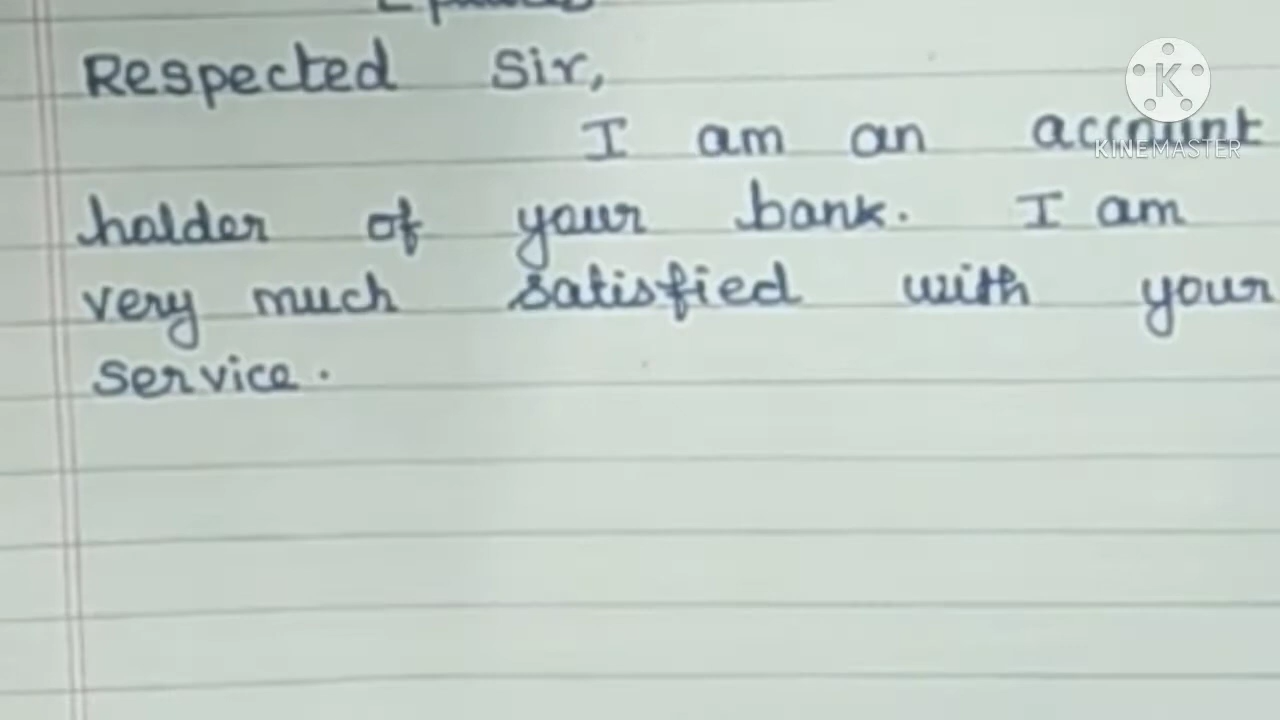 Respected Sir,
I am an account
holder of your bank. I am
very much satisfied with your
service.
K
KINEMASTER